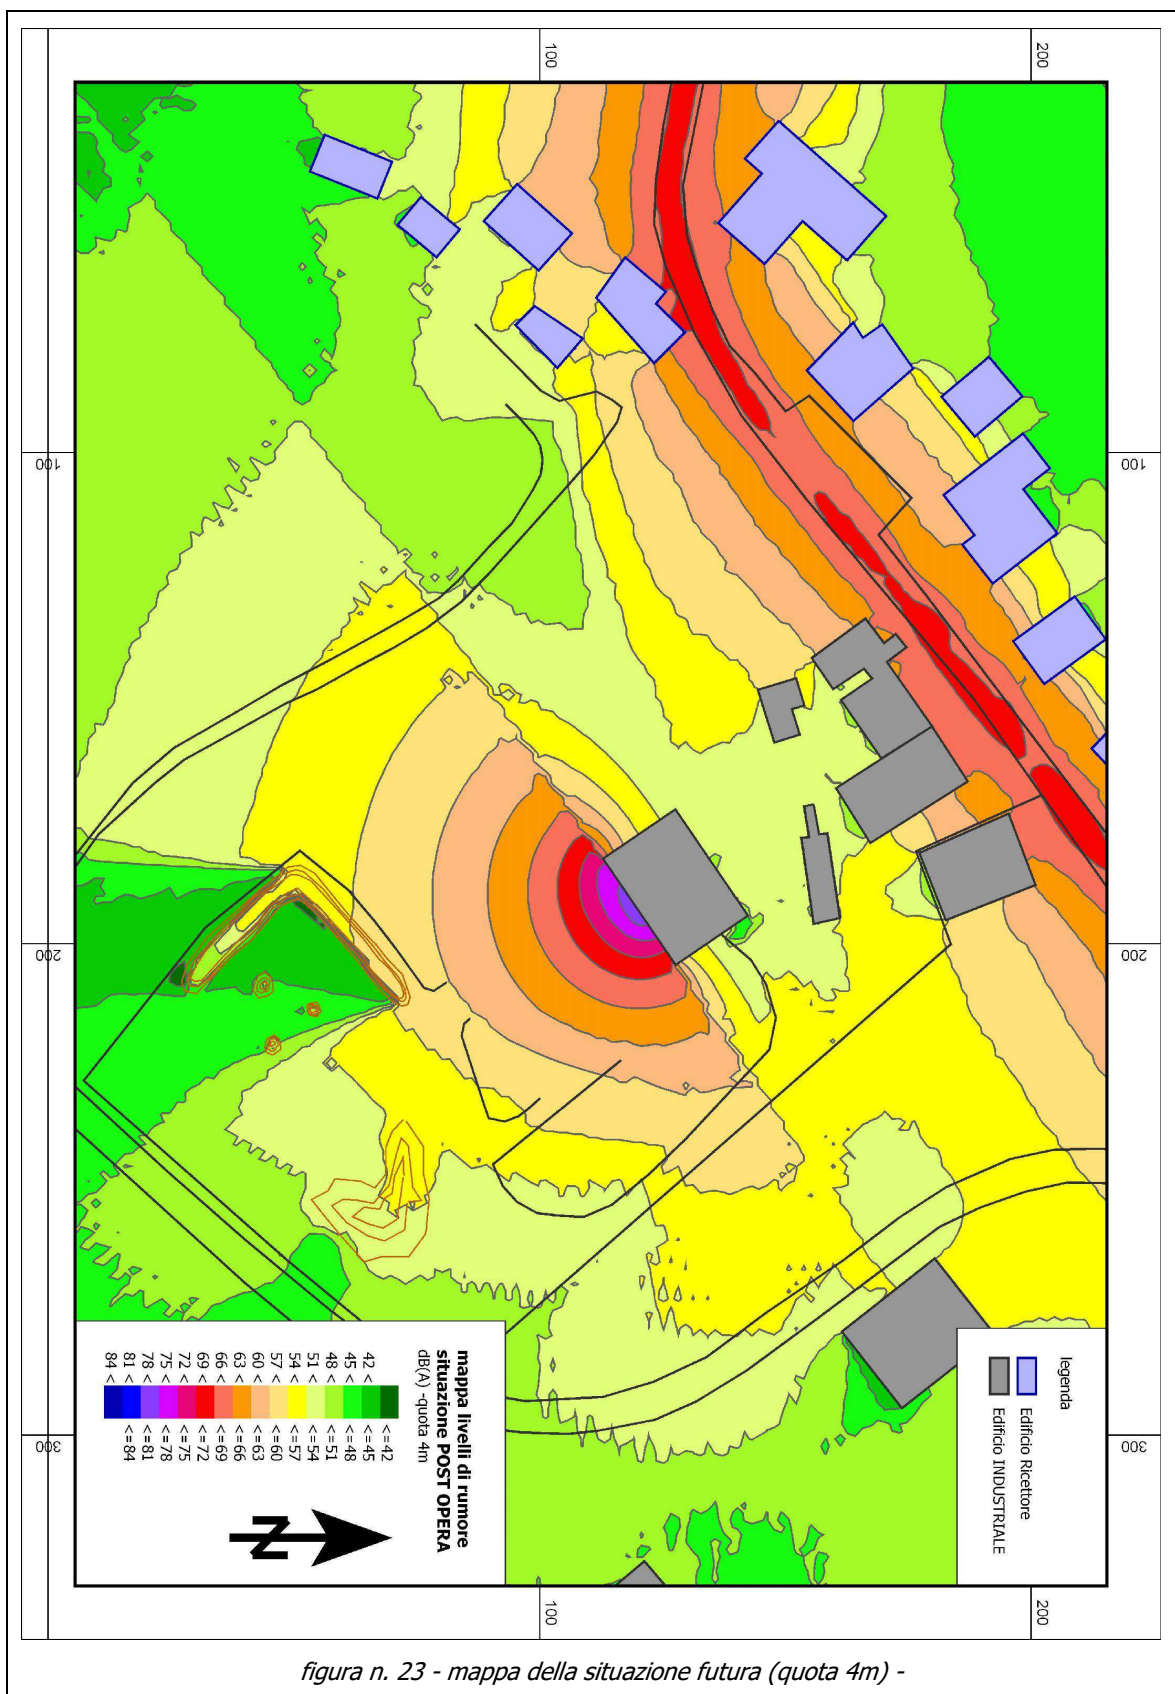 100
200
100
100
200
200
300
300
100
200
legenda
Edificio Ricettore
Edificio INDUSTRIALE
mappa livelli di rumore
situazione POST OPERA
dB(A) -quota 4m
<=42
42 < <=45
45 < <=48
48 < <=51
51 < <=54
54 < <=57
57 < <=60
60 < <=63
63 < <=66
66 < <=69
69 < <=72
72 < <=75
75 < <=78
78 < <=81
81 < <=84
84 <
N
figura n. 23 - mappa della situazione futura (quota 4m) -